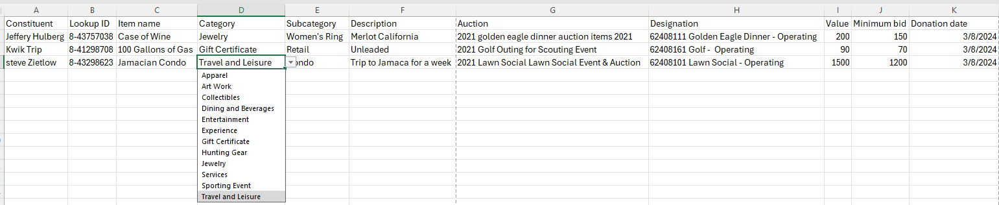 A B C D E F G H I J K
Constituent Lookup ID Item name Category Subcategory Description Auction Designation Value Minimum bid Donation date
Jeffery Hulberg 8-43757038 Case of Wine Jewelry Women's Ring Merlot California 2021 golden eagle dinner auction items 2021 62408111 Golden Eagle Dinner - Operating 200 150 3/8/2024
Kwik Trip 8-41298708 100 Gallons of Gas Gift Certificate Retail Unleaded 2021 Golf Outing for Scouting Event 62408161 Golf - Operating 90 70 3/8/2024
steve Zietlow 8-43298623 Jamacian Condo Travel and Leisure ondo Trip to Jamaca for a week 2021 Lawn Social Lawn Social Event & Auction 62408101 Lawn Social - Operating 1500 1200 3/8/2024
Apparel
Art Work
Collectibles
Dining and Beverages
Entertainment
Experience
Gift Certificate
Hunting Gear
Jewelry
Services
Sporting Event
Travel and Leisure